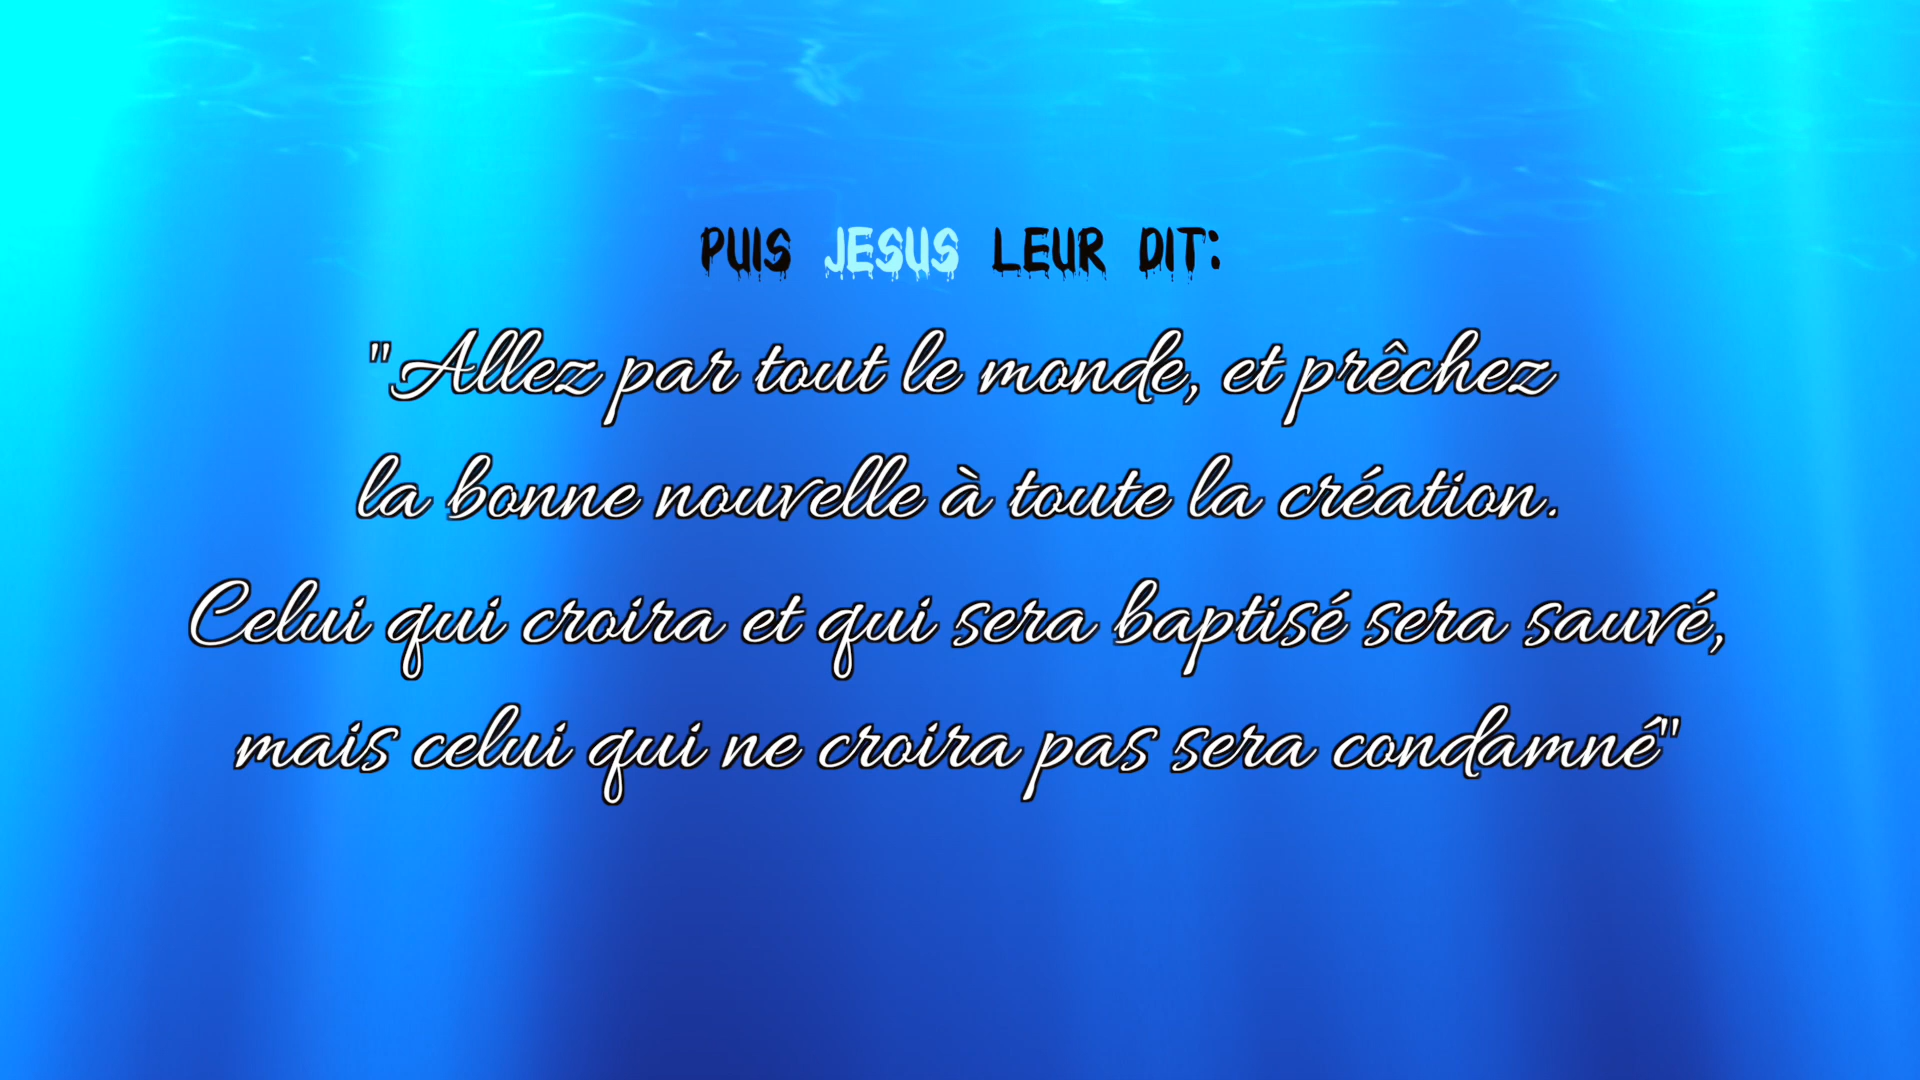 PUIS JESUS LEUR DIT:
"Allez par tout le monde, et prêchez
la bonne nouvelle à toute la création.
Celui qui croira et qui sera baptisé sera sauvé,
mais celui qui ne croira pas sera condamné"